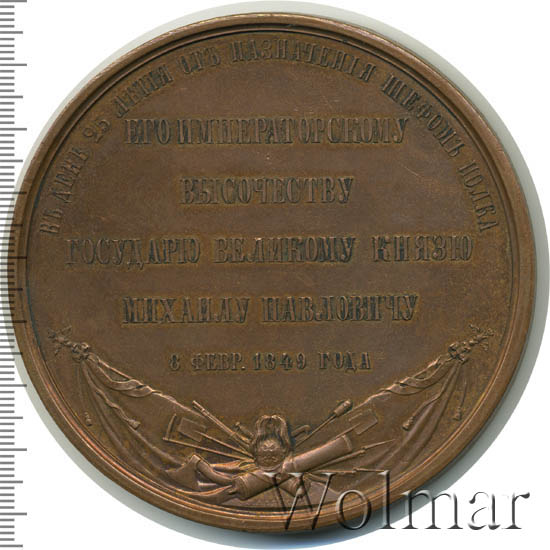 ВЪ ДЕНЬ 25 ЛѢТІЯ ОТЪ НАЗНАЧЕНІЯ ШЕФОМЪ ПОЛКА
ЕГО ИМПЕРАТОРСКОМУ
ВЫСОЧЕСТВУ
ГОСУДАРЮ ВЕЛИКОМУ КНЯЗЮ
МИХАИЛУ ПАВЛОВИЧУ
8 ФЕВР. 1849 ГОДА
Wolmar